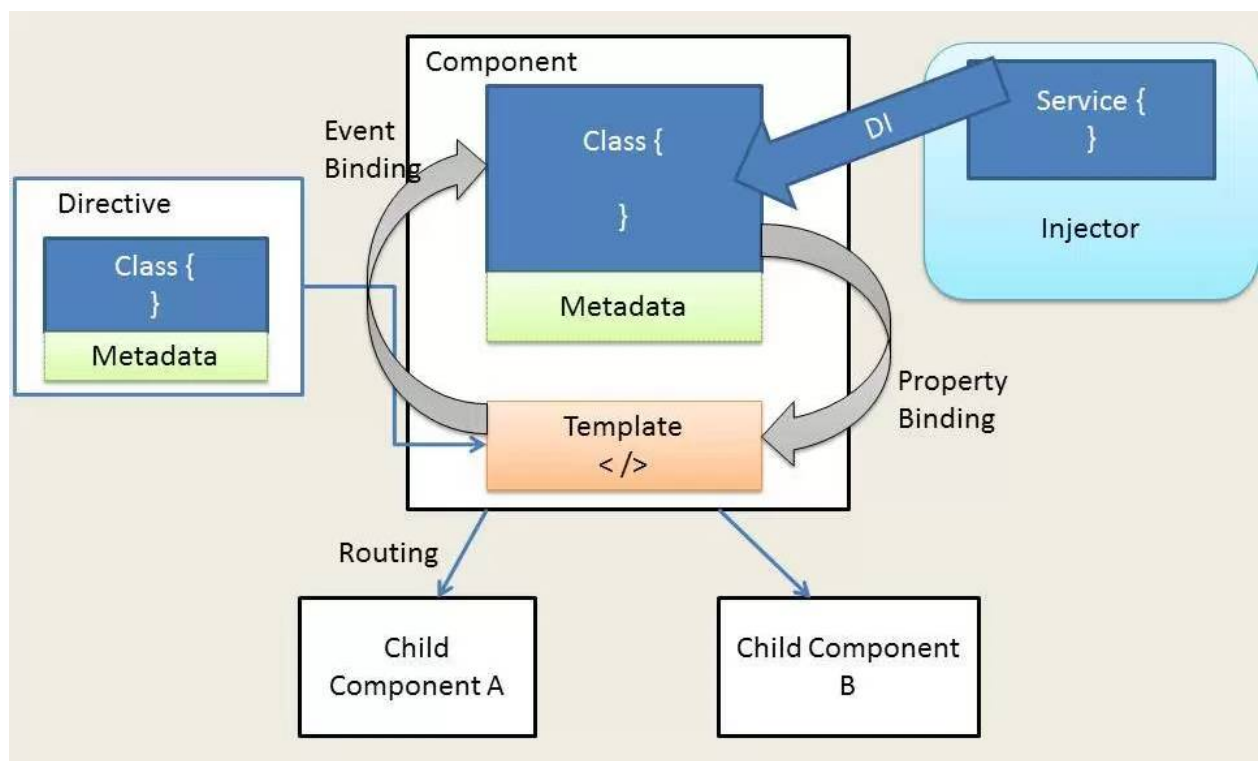 Component
Class {
}
Metadata
Template
< />
Event
Binding
Property
Binding
DI
Service {
}
Injector
Directive
Class {
}
Metadata
Routing
Child
Component A
Child Component
B